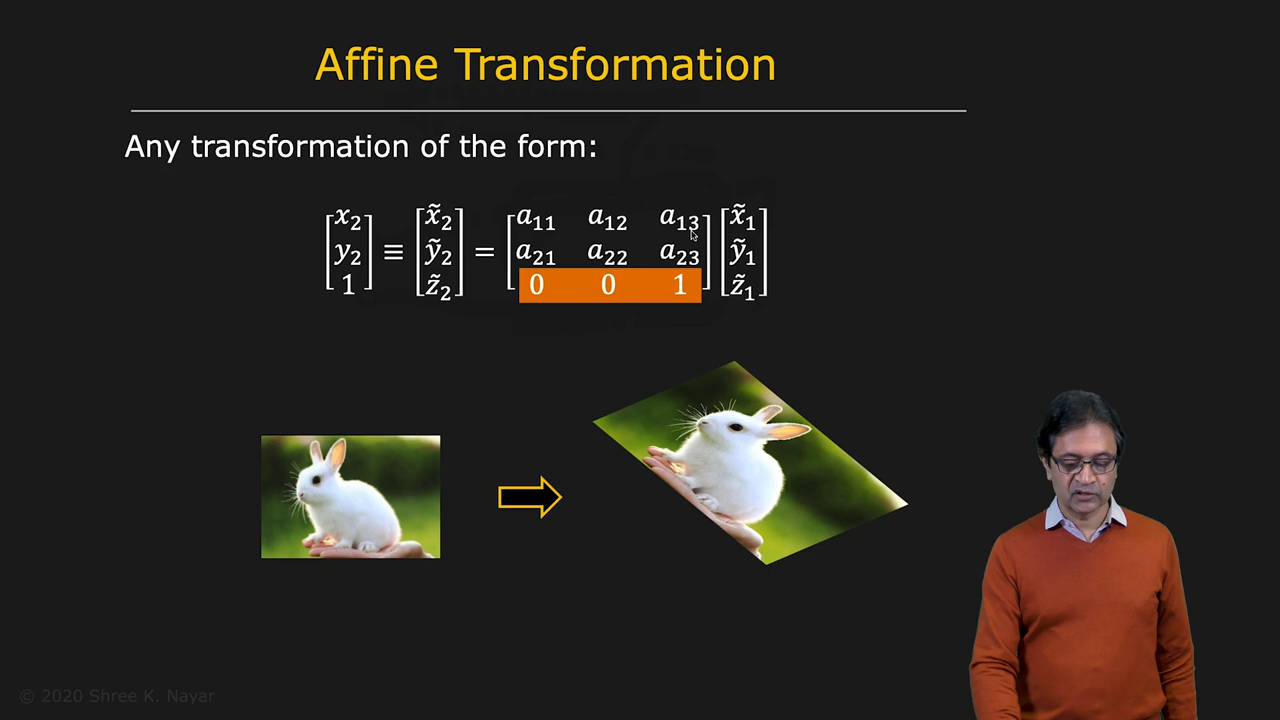 Affine Transformation
Any transformation of the form:
[x₂ y₂ 1] ≡ [x̃₂ ỹ₂ z̃₂] = [a₁₁ a₁₂ a₁₃ a₂₁ a₂₂ a₂₃ 0 0 1] [x̃₁ ỹ₁ z̃₁]
© 2020 Shree K. Nayar